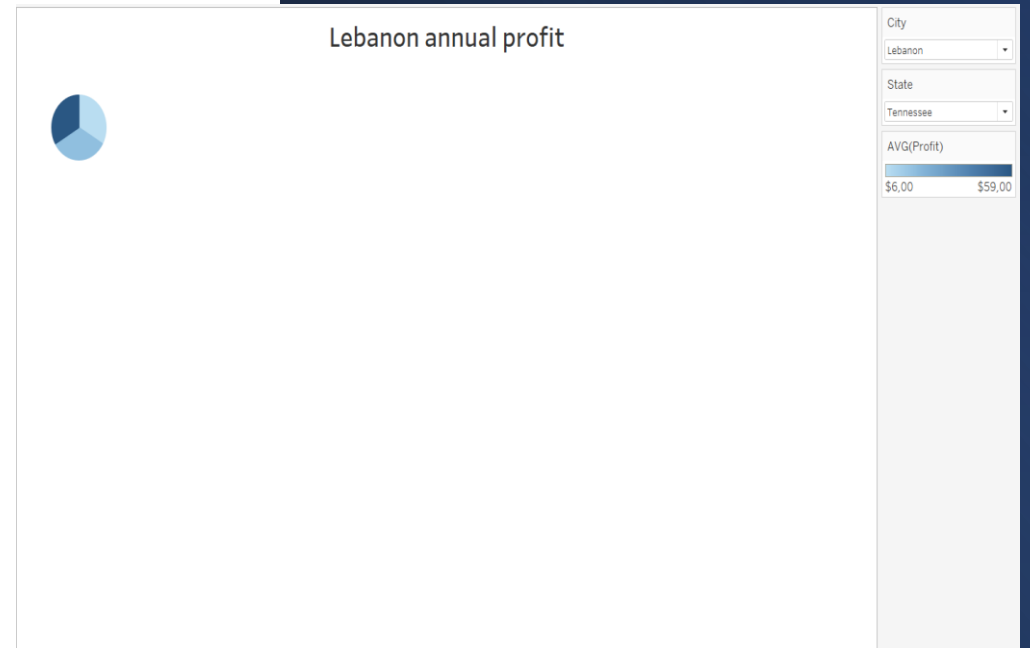 Lebanon annual profit
City
Lebanon
State
Tennessee
AVG(Profit)
$6,00 $59,00